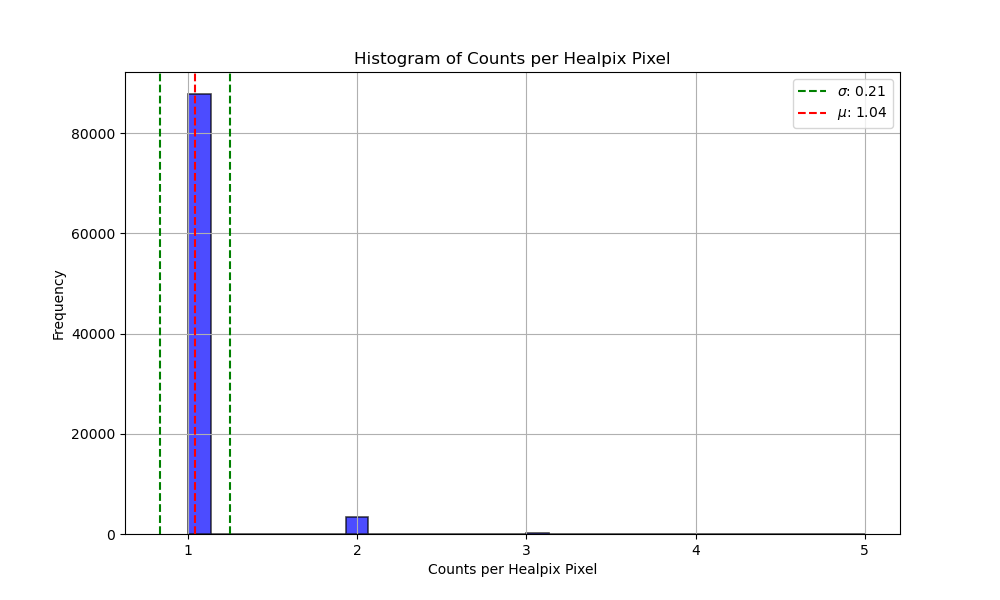 Histogram of Counts per Healpix Pixel
σ: 0.21
μ: 1.04
80000
60000
40000
20000
0
Frequency
1 2 3 4 5
Counts per Healpix Pixel